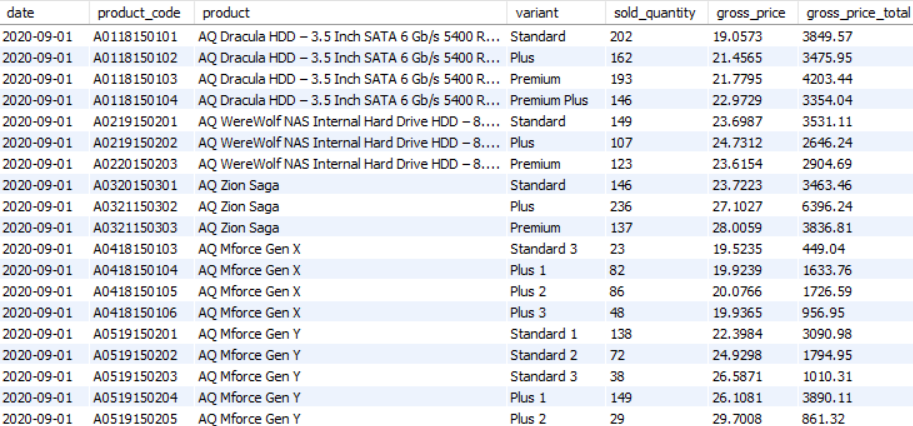 date product_code product variant sold_quantity gross_price gross_price_total
2020-09-01 A0118150101 AQ Dracula HDD – 3.5 Inch SATA 6 Gb/s 5400 R... Standard 202 19.0573 3849.57
2020-09-01 A0118150102 AQ Dracula HDD – 3.5 Inch SATA 6 Gb/s 5400 R... Plus 162 21.4565 3475.95
2020-09-01 A0118150103 AQ Dracula HDD – 3.5 Inch SATA 6 Gb/s 5400 R... Premium 193 21.7795 4203.44
2020-09-01 A0118150104 AQ Dracula HDD – 3.5 Inch SATA 6 Gb/s 5400 R... Premium Plus 146 22.9729 3354.04
2020-09-01 A0219150201 AQ WereWolf NAS Internal Hard Drive HDD – 8.... Standard 149 23.6987 3531.11
2020-09-01 A0219150202 AQ WereWolf NAS Internal Hard Drive HDD – 8.... Plus 107 24.7312 2646.24
2020-09-01 A0220150203 AQ WereWolf NAS Internal Hard Drive HDD – 8.... Premium 123 23.6154 2904.69
2020-09-01 A0320150301 AQ Zion Saga Standard 146 23.7223 3463.46
2020-09-01 A0321150302 AQ Zion Saga Plus 236 27.1027 6396.24
2020-09-01 A0321150303 AQ Zion Saga Premium 137 28.0059 3836.81
2020-09-01 A0418150103 AQ Mforce Gen X Standard 3 23 19.5235 449.04
2020-09-01 A0418150104 AQ Mforce Gen X Plus 1 82 19.9239 1633.76
2020-09-01 A0418150105 AQ Mforce Gen X Plus 2 86 20.0766 1726.59
2020-09-01 A0418150106 AQ Mforce Gen X Plus 3 48 19.9365 956.95
2020-09-01 A0519150201 AQ Mforce Gen Y Standard 1 138 22.3984 3090.98
2020-09-01 A0519150202 AQ Mforce Gen Y Standard 2 72 24.9298 1794.95
2020-09-01 A0519150203 AQ Mforce Gen Y Standard 3 38 26.5871 1010.31
2020-09-01 A0519150204 AQ Mforce Gen Y Plus 1 149 26.1081 3890.11
2020-09-01 A0519150205 AQ Mforce Gen Y Plus 2 29 29.7008 861.32